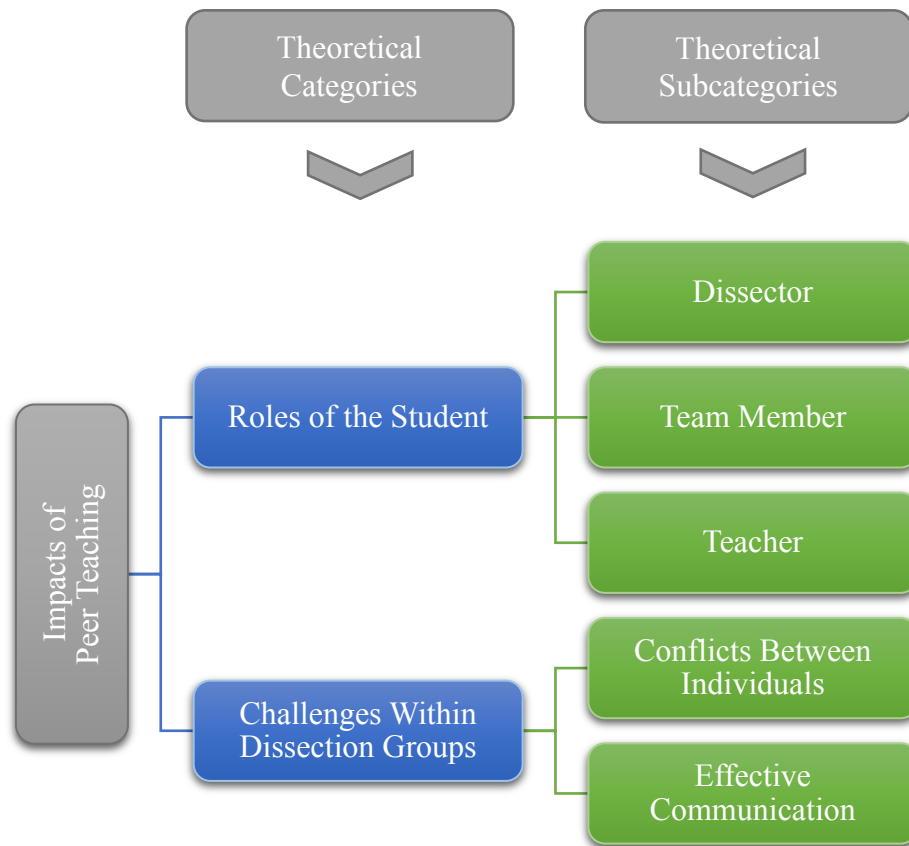 Theoretical
Categories
Theoretical
Subcategories
Impacts of
Peer Teaching
Roles of the Student
Dissector
Team Member
Teacher
Challenges Within
Dissection Groups
Conflicts Between
Individuals
Effective
Communication